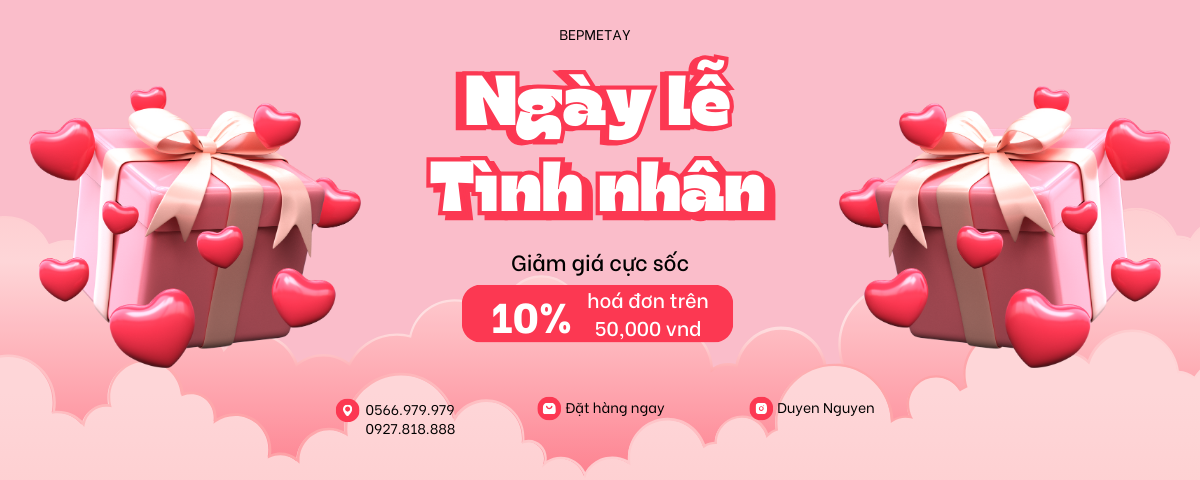 BEPMETAY
Ngày lễ
Tình nhân
Giảm giá cực sốc
10%
hoá đơn trên
50,000 vnd
0566.979.979
0927.818.888
Đặt hàng ngay
Duyen Nguyen